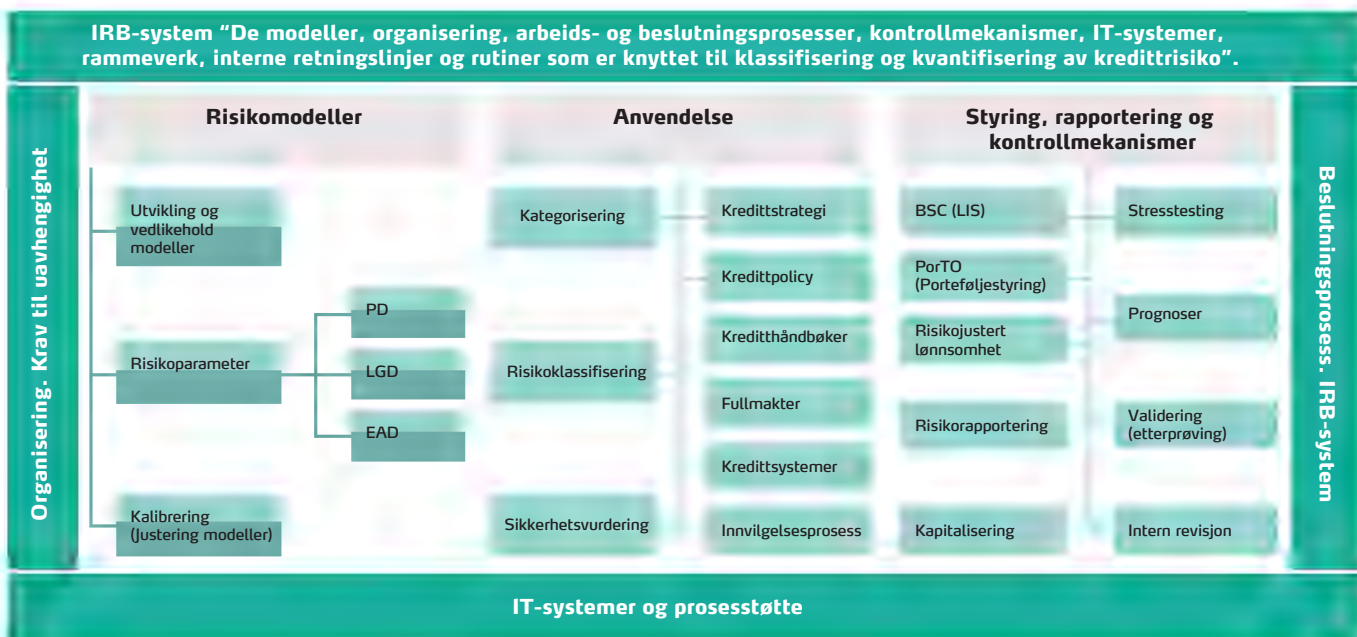 IRB-system “De modeller, organisering, arbeids- og beslutningsprosesser, kontrollmekanismer, IT-systemer,
rammeverk, interne retningslinjer og rutiner som er knyttet til klassifisering og kvantifisering av kredittrisiko”.
Organisering. Krav til uavhengighet
Risikomodeller
Utvikling og
vedlikehold
modeller
Risikoparameter
PD
LGD
EAD
Kalibrering
(Justering modeller)
Anvendelse
Kategorisering
Risikoklassifisering
Sikkerhetsvurdering
Kredittstrategi
Kredittpolicy
Kreditthåndbøker
Fullmakter
Kredittsystemer
Innvilgelsesprosess
Styring, rapportering og
kontrollmekanismer
BSC (LIS)
PorTO
(Porteføljestyring)
Risikojustert
lønnsomhet
Risikorapportering
Kapitalisering
Stresstesting
Prognoser
Validering
(etterprøving)
Intern revisjon
Beslutningsprosess. IRB-system
IT-systemer og prosesstøtte